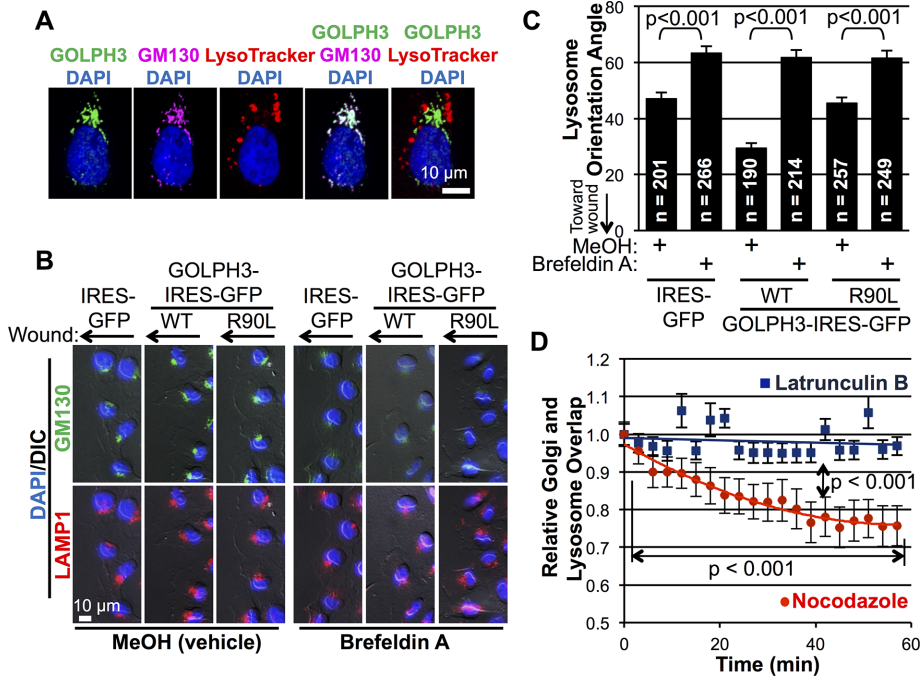 A
GOLPH3 GOLPH3
GOLPH3 GM130 LysoTracker GM130 LysoTracker
DAPI DAPI DAPI DAPI DAPI
10 µm
B
GOLPH3- GOLPH3-
IRES- IRES-GFP IRES- IRES-GFP
GFP WT R90L GFP WT R90L
Wound:
DAPI/DIC
GM130
LAMP1
10 µm
MeOH (vehicle) Brefeldin A
C
Lysosome
Orientation Angle
80
60
40
20
0
Toward
wound
p<0.001 p<0.001 p<0.001
n = 201
n = 266
n = 190
n = 214
n = 257
n = 249
MeOH: + + +
Brefeldin A: + + +
IRES-
GFP
WT R90L
GOLPH3-IRES-GFP
D
Relative Golgi and
Lysosome Overlap
1.2
1.1
1.0
0.9
0.8
0.7
0.6
0.5
Latrunculin B
p < 0.001
p < 0.001
Nocodazole
0 20 40 60
Time (min)